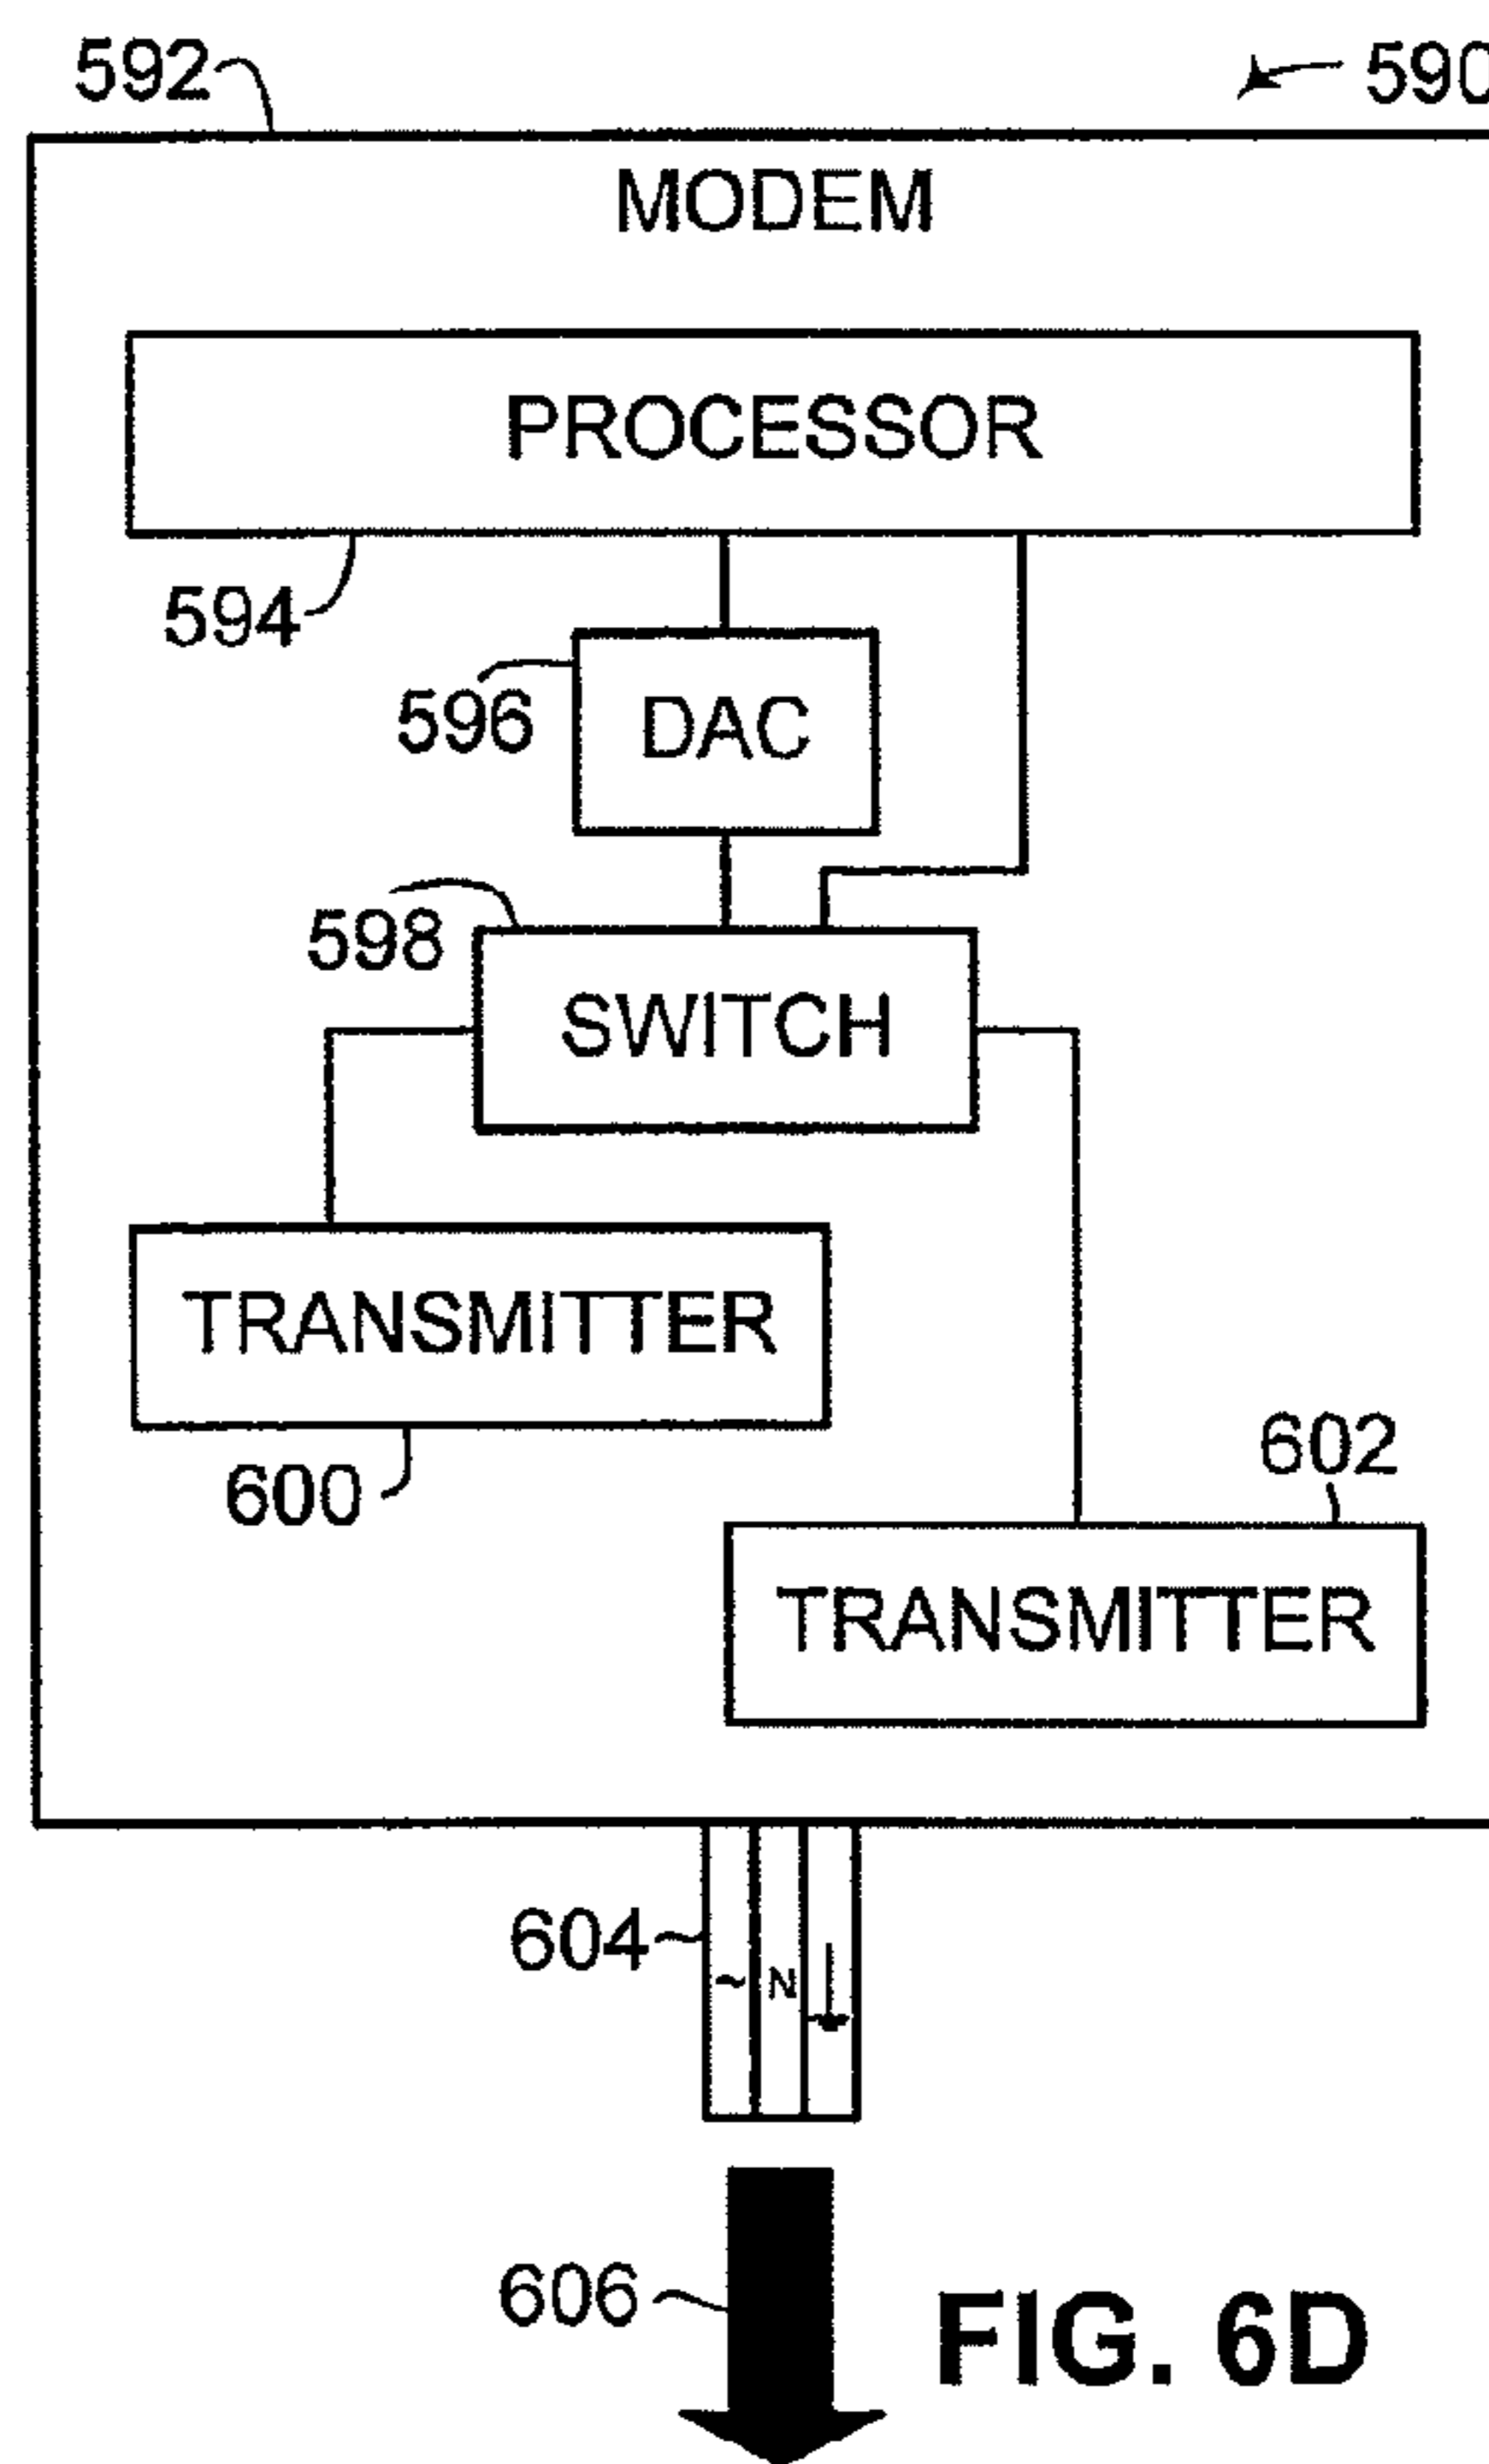 592
590
MODEM
PROCESSOR
594
596
DAC
598
SWITCH
TRANSMITTER
600
602
TRANSMITTER
604
~ N
606
FIG. 6D